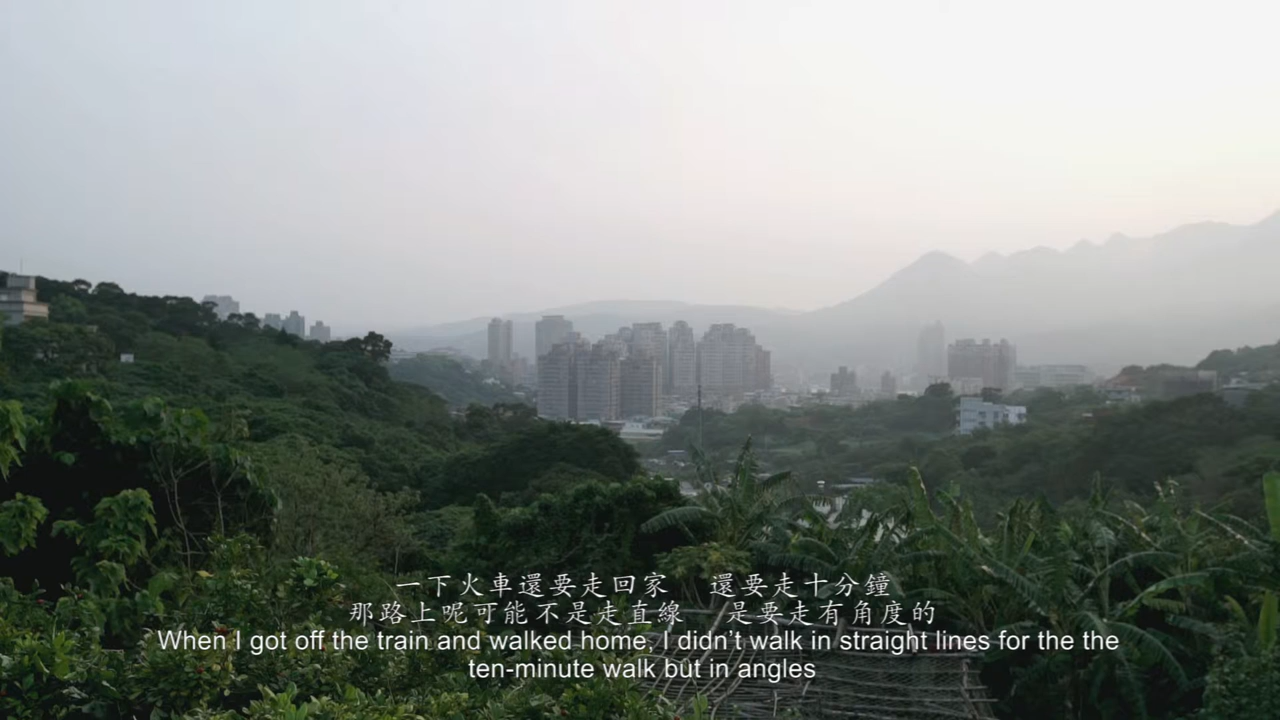 一下火車還要走回家 還要走十分鐘
那路上呢可能不是走直線 是要走有角度的
When I got off the train and walked home, I didn't walk in straight lines for the the
ten-minute walk but in angles